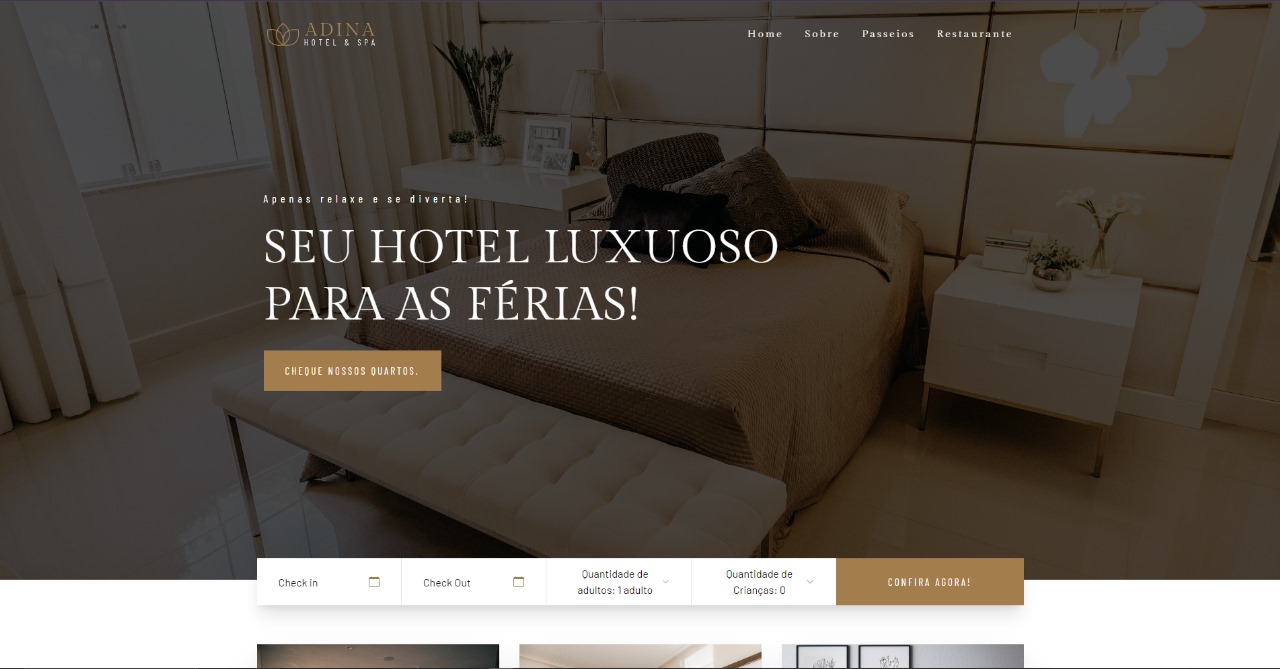 ADINA
HOTEL & SPA
Home Sobre Passeios Restaurante
Apenas relaxe e se diverta!
SEU HOTEL LUXUOSO
PARA AS FÉRIAS!
CHEQUE NOSSOS QUARTOS.
Check in
Check Out
Quantidade de
adultos: 1 adulto
Quantidade de
Crianças: 0
CONFIRA AGORA!